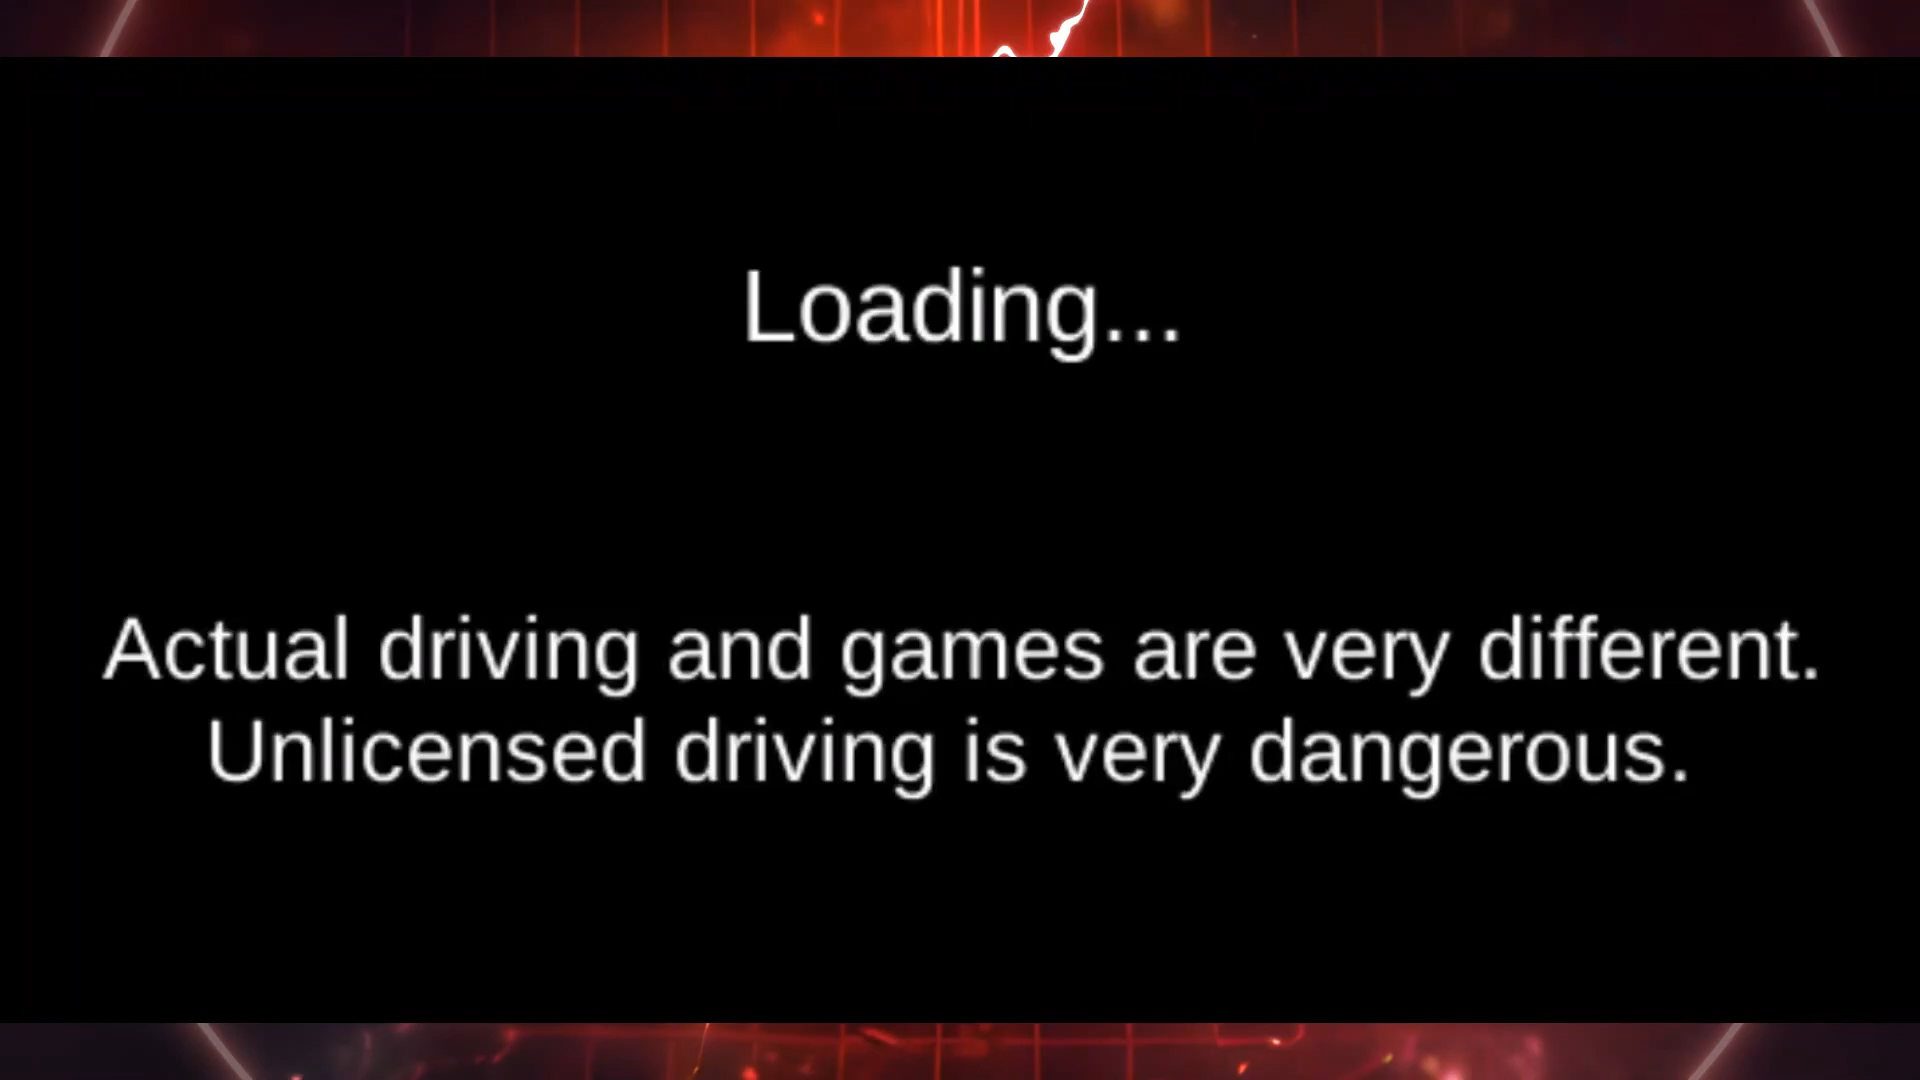 Loading...
Actual driving and games are very different.
Unlicensed driving is very dangerous.